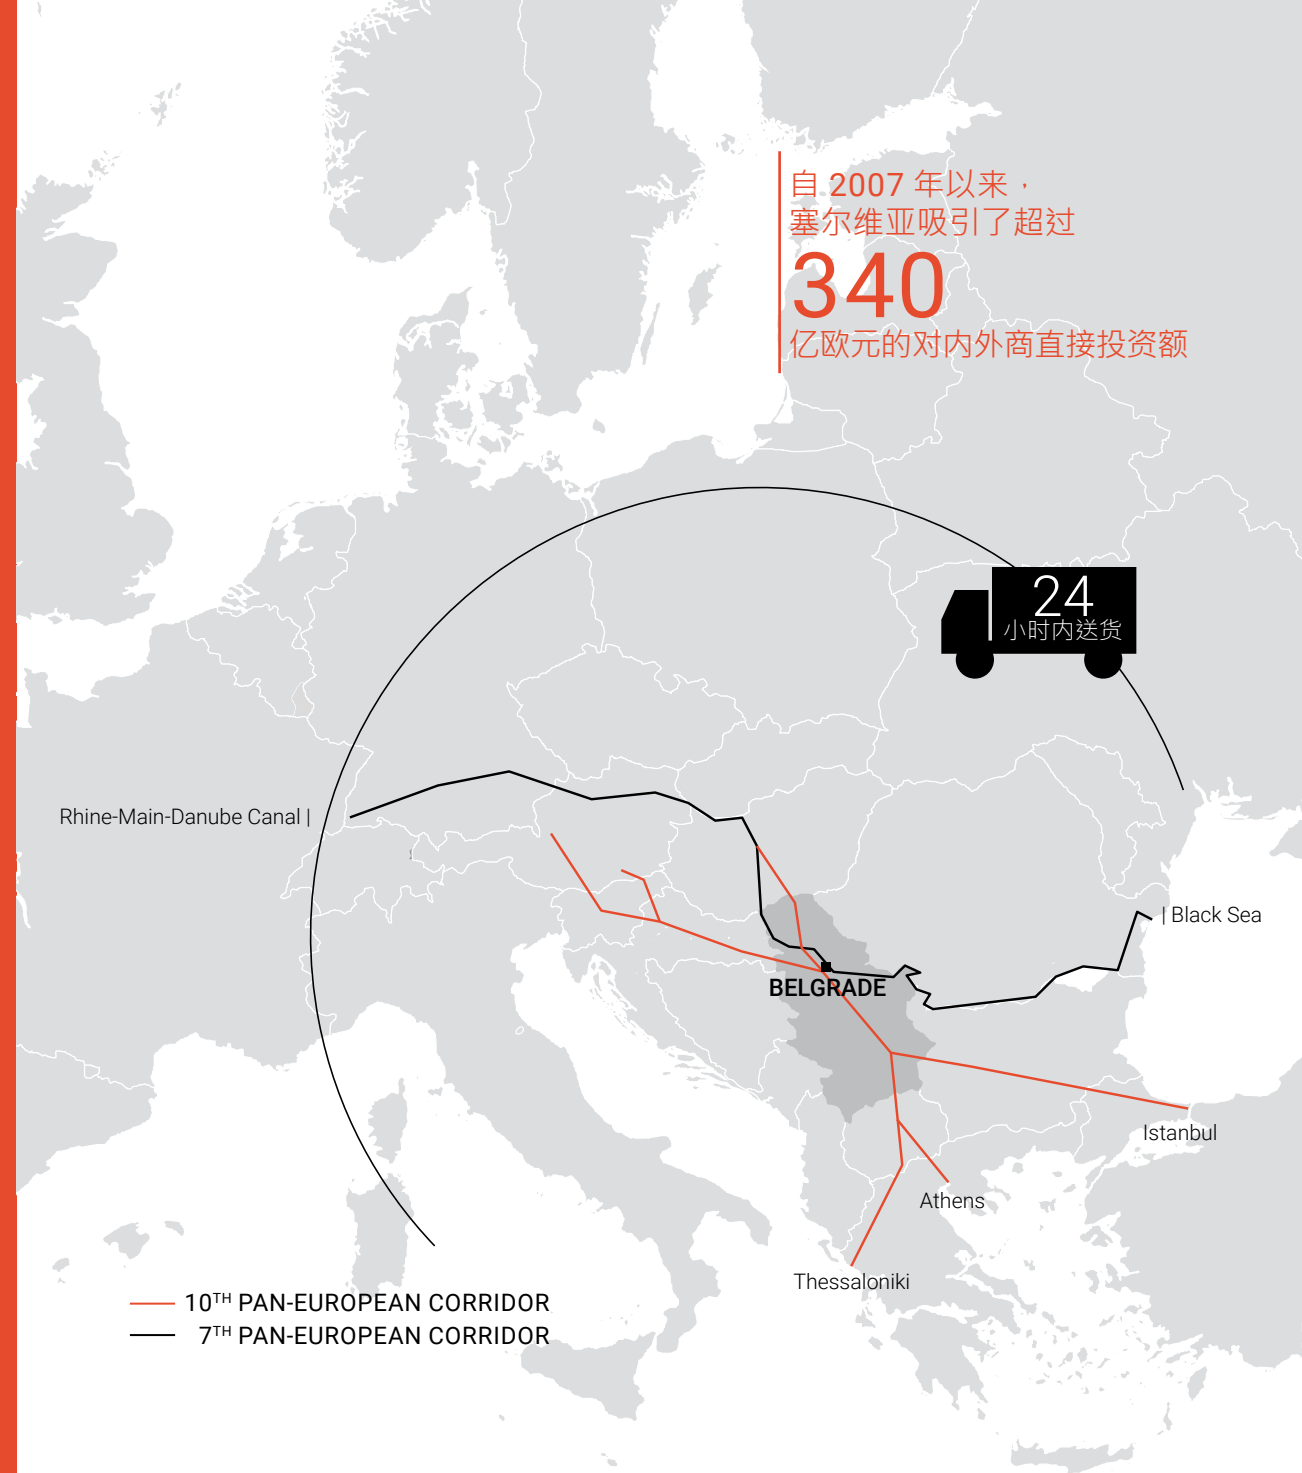 自 2007 年以来，
塞尔维亚吸引了超过
340
亿欧元的对内外商直接投资额
24
小时内送货
Rhine-Main-Danube Canal |
| Black Sea
BELGRADE
Istanbul
Athens
Thessaloniki
10TH PAN-EUROPEAN CORRIDOR
7TH PAN-EUROPEAN CORRIDOR